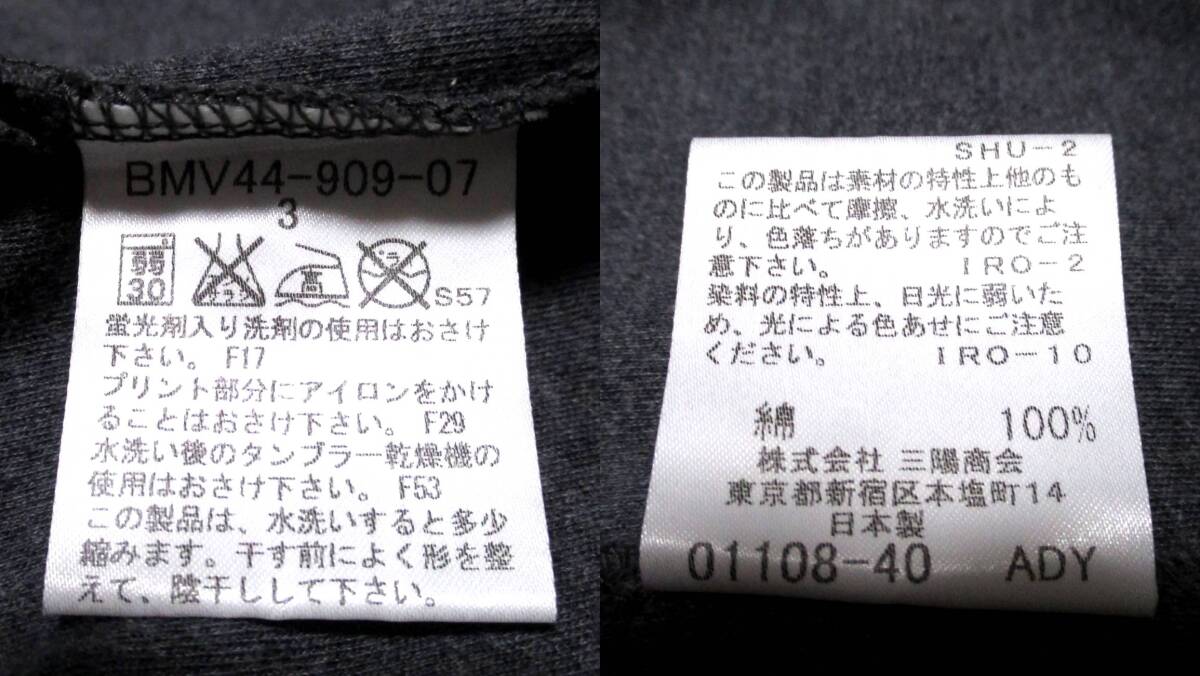 BMV44-909-07
3
弱
30
エンソ
サラシ
高
ドライ
S57
蛍光剤入り洗剤の使用はおさけ
下さい。 F17
プリント部分にアイロンをかけ
ることはおさけ下さい。 F29
水洗い後のタンブラー乾燥機の
使用はおさけ下さい。 F53
この製品は、水洗いすると多少
縮みます。干す前によく形を整
えて、陰干しして下さい。
SHU-2
この製品は素材の特性上他のも
のに比べて摩擦、水洗いによ
り、色落ちがありますのでご注
意下さい。 IRO-2
染料の特性上、日光に弱いた
め、光による色あせにご注意
ください。 IRO-10
綿 100%
株式会社 三陽商会
東京都新宿区本塩町14
日本製
01108-40 ADY